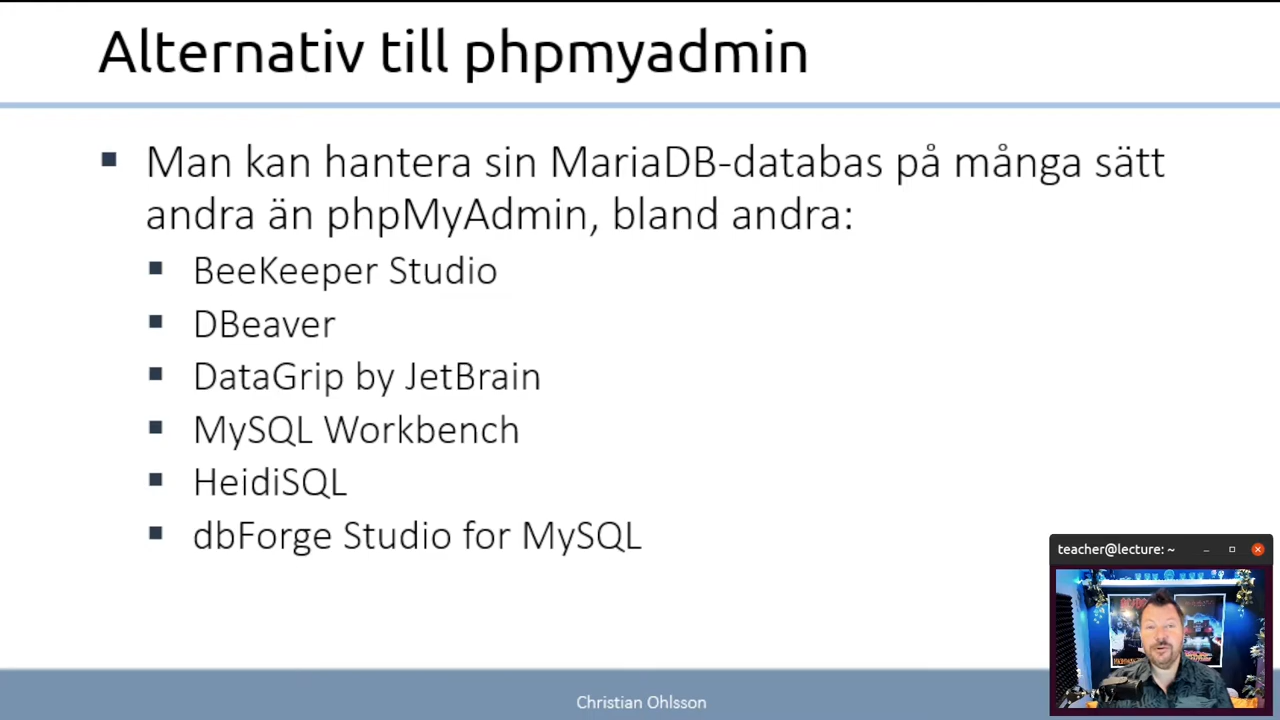 Alternativ till phpmyadmin
Man kan hantera sin MariaDB-databas på många sätt
andra än phpMyAdmin, bland andra:
BeeKeeper Studio
DBeaver
DataGrip by JetBrain
MySQL Workbench
HeidiSQL
dbForge Studio for MySQL
teacher@lecture: ~
Christian Ohlsson